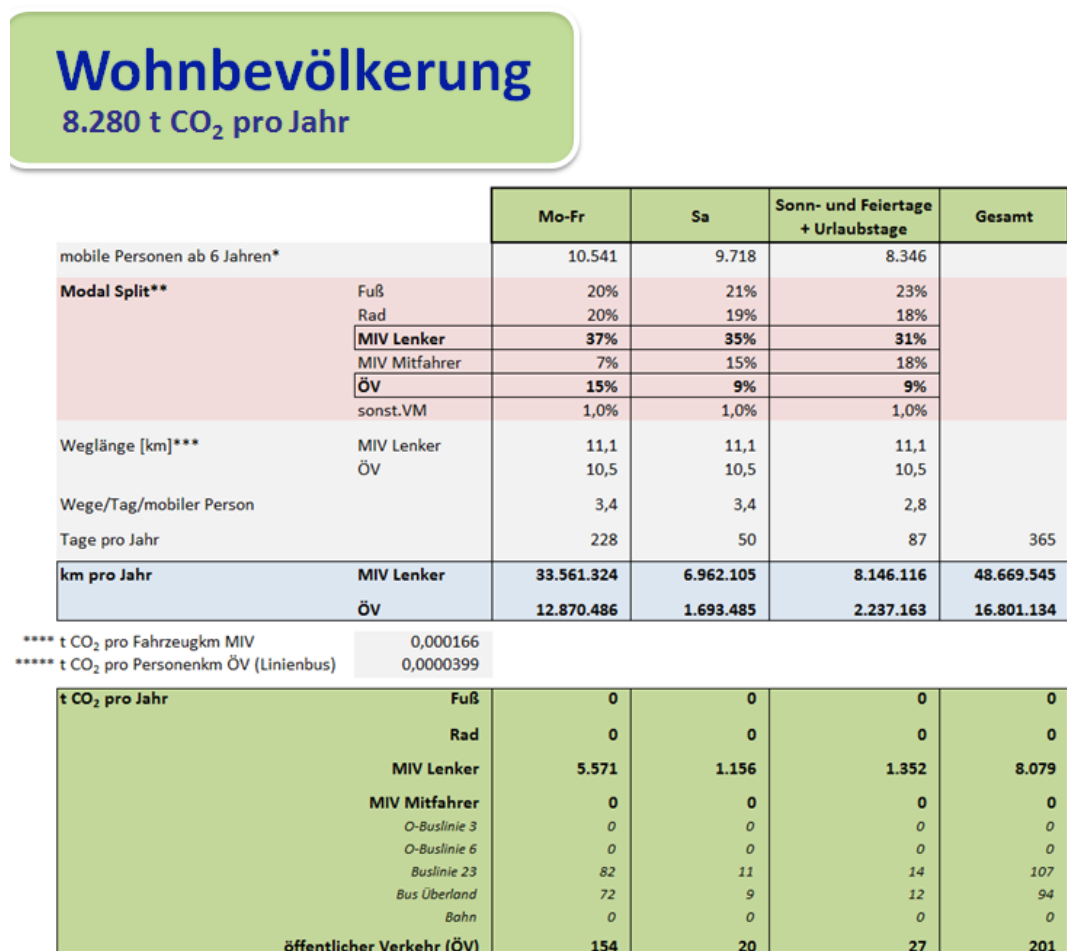 Wohnbevölkerung
8.280 t CO₂ pro Jahr
Mo-Fr Sa Sonn- und Feiertage + Urlaubstage Gesamt
mobile Personen ab 6 Jahren* 10.541 9.718 8.346
Modal Split** Fuß 20% 21% 23%
Rad 20% 19% 18%
MIV Lenker 37% 35% 31%
MIV Mitfahrer 7% 15% 18%
ÖV 15% 9% 9%
sonst.VM 1,0% 1,0% 1,0%
Weglänge [km]*** MIV Lenker 11,1 11,1 11,1
ÖV 10,5 10,5 10,5
Wege/Tag/mobiler Person 3,4 3,4 2,8
Tage pro Jahr 228 50 87 365
km pro Jahr MIV Lenker 33.561.324 6.962.105 8.146.116 48.669.545
ÖV 12.870.486 1.693.485 2.237.163 16.801.134
**** t CO₂ pro Fahrzeugkm MIV 0,000166
***** t CO₂ pro Personenkm ÖV (Linienbus) 0,0000399
t CO₂ pro Jahr Fuß 0 0 0 0
Rad 0 0 0 0
MIV Lenker 5.571 1.156 1.352 8.079
MIV Mitfahrer 0 0 0 0
O-Buslinie 3 0 0 0 0
O-Buslinie 6 0 0 0 0
Buslinie 23 82 11 14 107
Bus Überland 72 9 12 94
Bahn 0 0 0 0
öffentlicher Verkehr (ÖV) 154 20 27 201